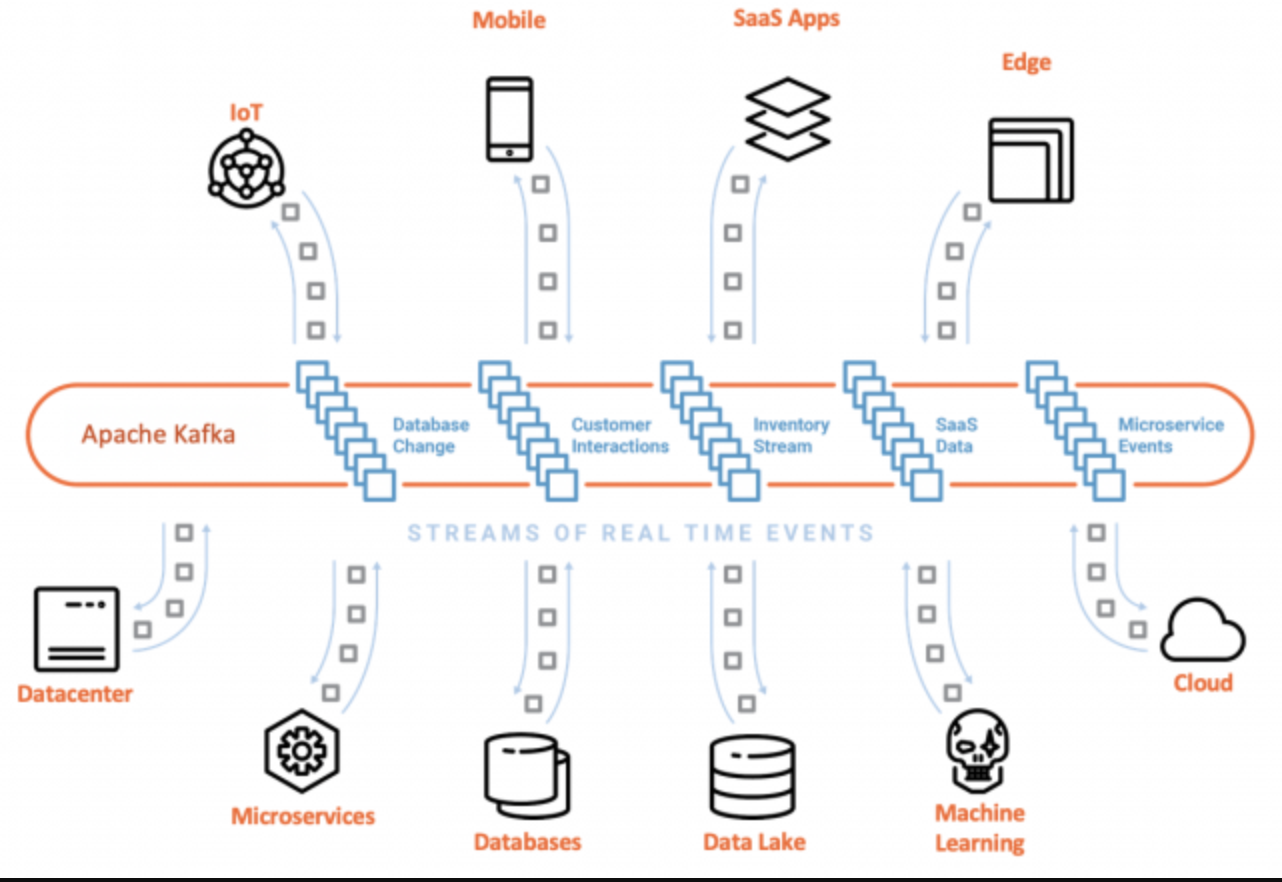 Mobile
SaaS Apps
Edge
IoT
Apache Kafka
Database
Change
Customer
Interactions
Inventory
Stream
SaaS
Data
Microservice
Events
STREAMS OF REAL TIME EVENTS
Datacenter
Cloud
Microservices
Databases
Data Lake
Machine
Learning